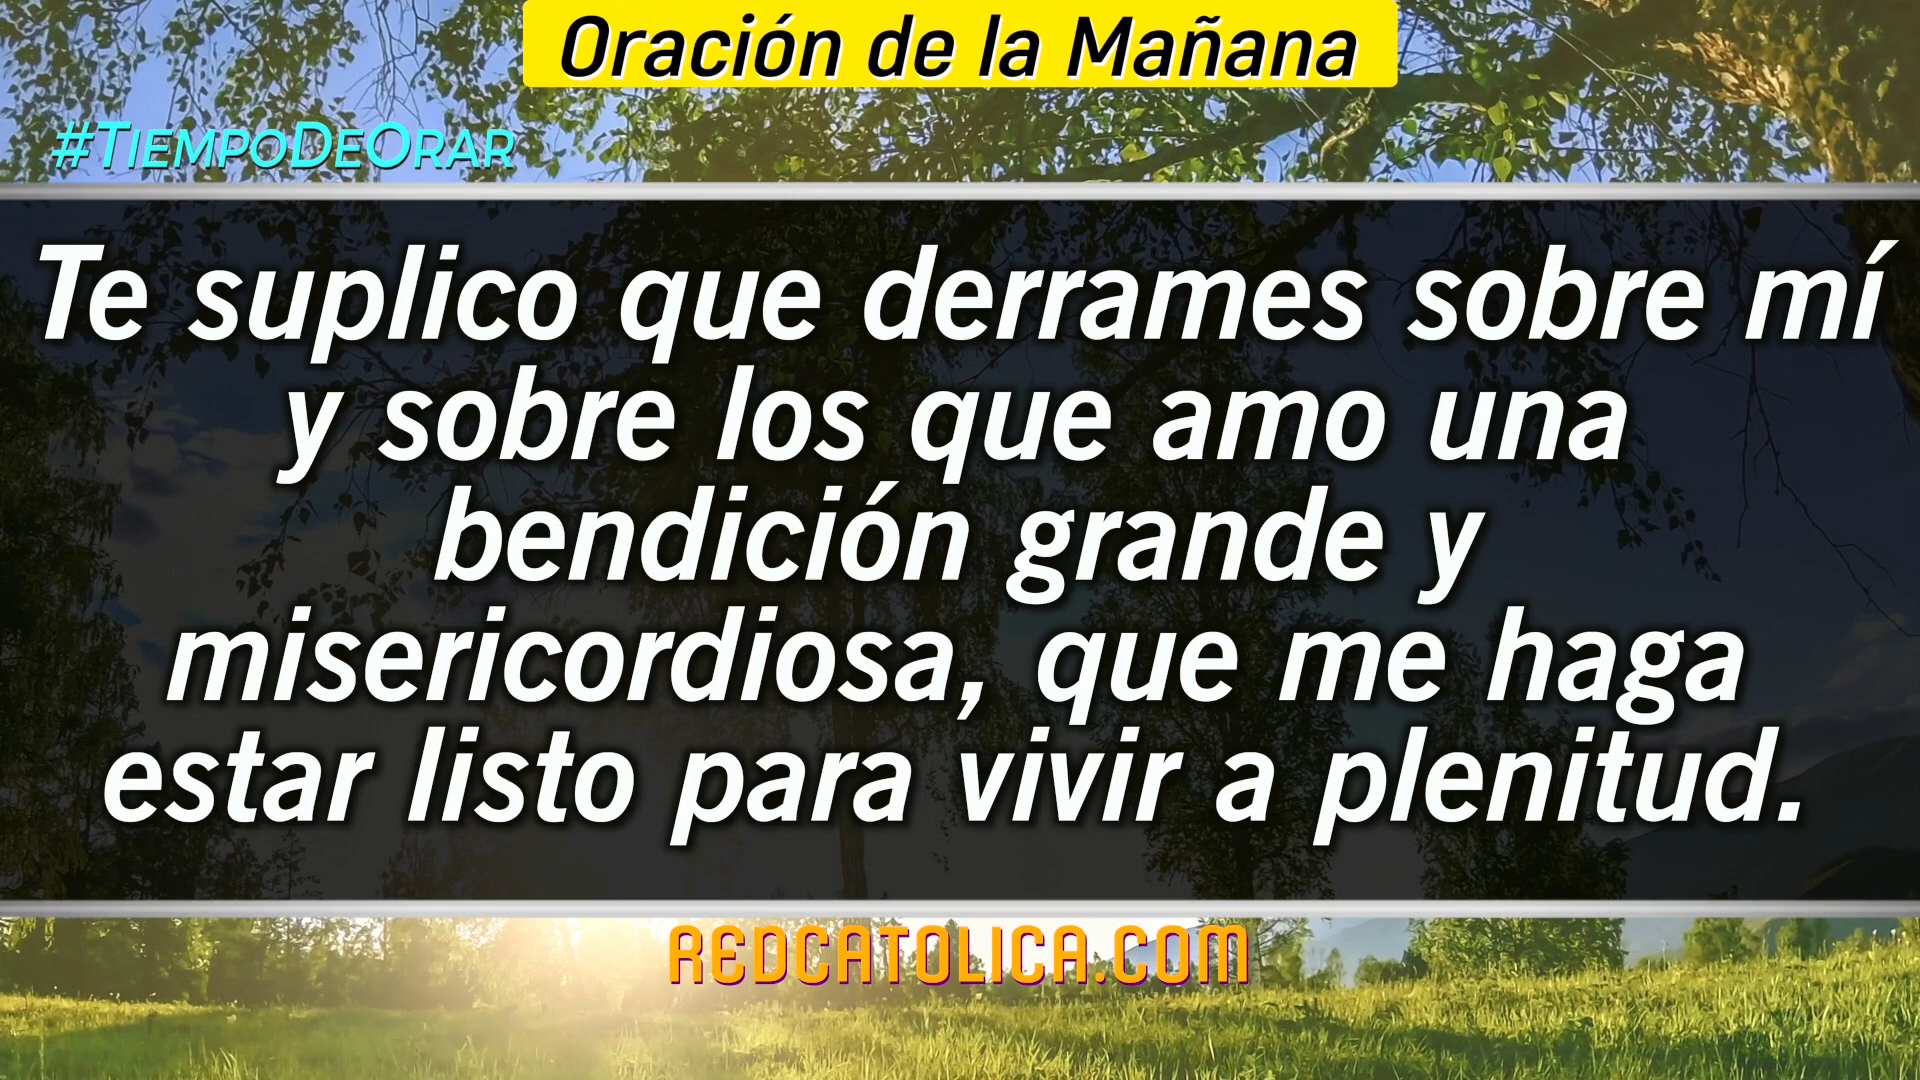 Oración de la Mañana
#TiempoDeOrar
Te suplico que derrames sobre mí
y sobre los que amo una
bendición grande y
misericordiosa, que me haga
estar listo para vivir a plenitud.
REDCATOLICA.COM